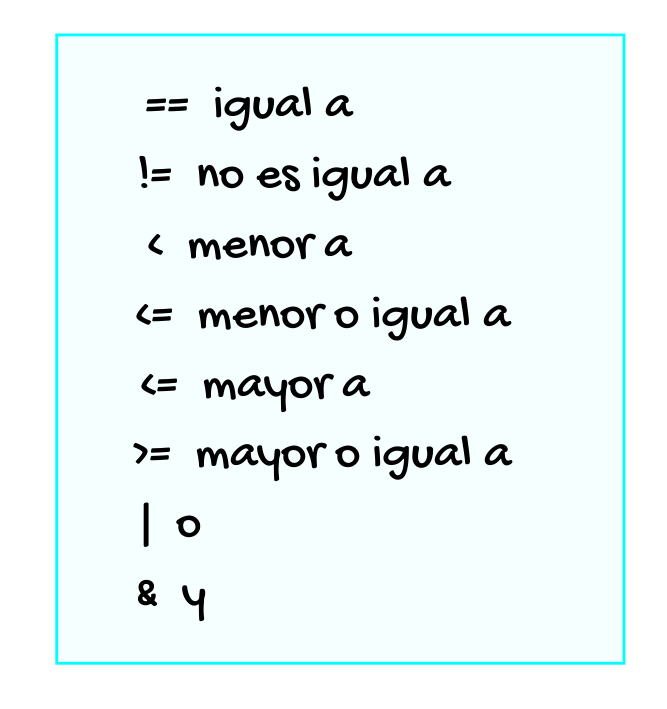 == igual a
!= no es igual a
< menor a
<= menor o igual a
<= mayor a
>= mayor o igual a
| o
& y